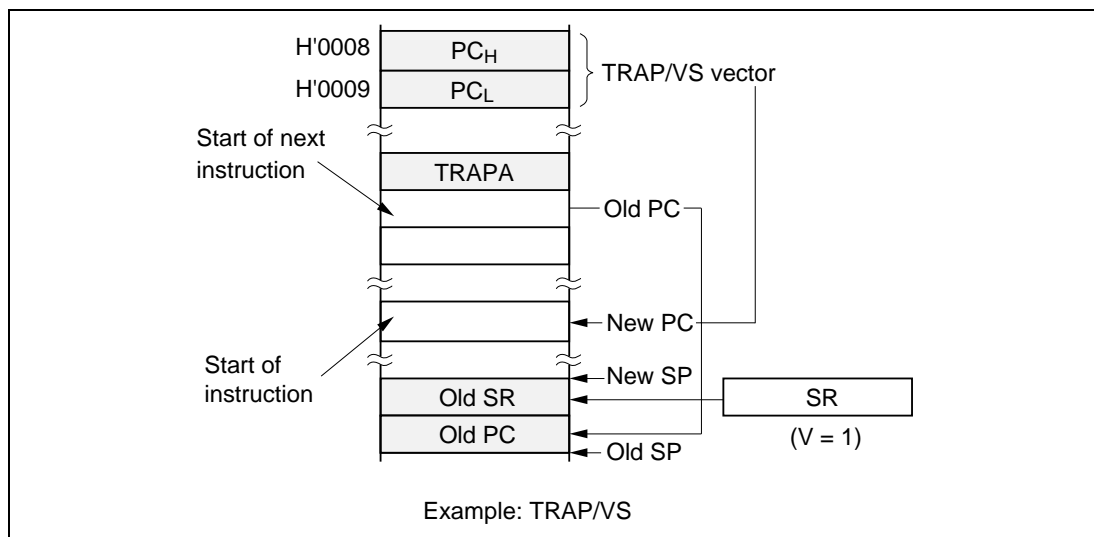 H'0008
PCH
TRAP/VS vector
H'0009
PCL
Start of next
instruction
TRAPA
Old PC
New PC
Start of
instruction
New SP
Old SR
SR
Old PC
(V = 1)
Old SP
Example: TRAP/VS